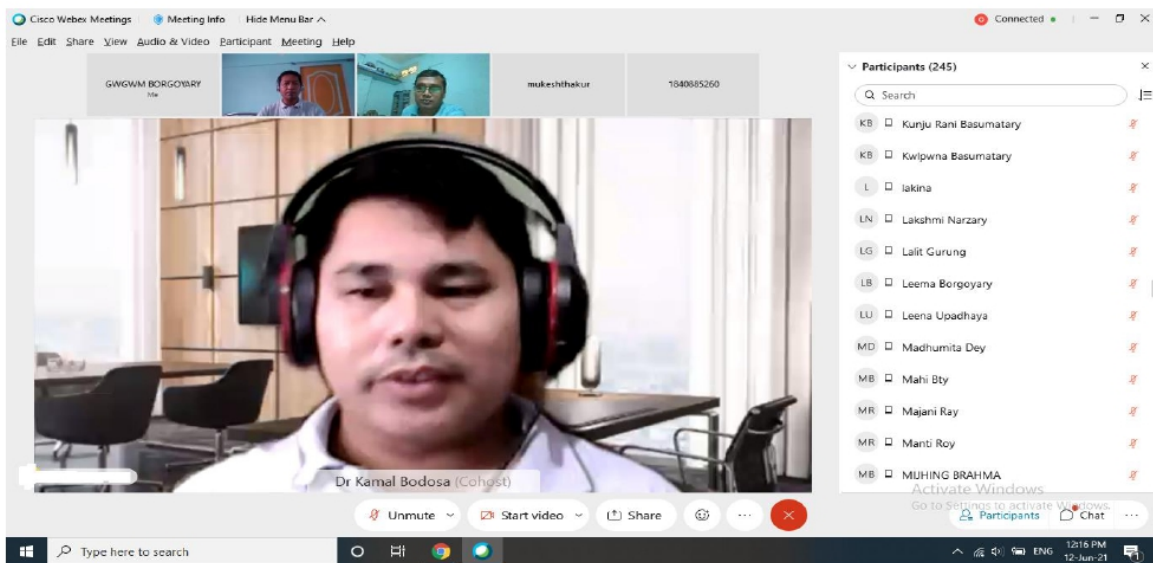 Cisco Webex Meetings Meeting Info Hide Menu Bar
Connected
File Edit Share View Audio & Video Participant Meeting Help
GWGWM BORGOYARY
Me
mukeshthakur
1840885260
Participants (245)
Search
KB Kunju Rani Basumatary
KB Kwlpwna Basumatary
L lakina
LN Lakshmi Narzary
LG Lalit Gurung
LB Leema Borgoyary
LU Leena Upadhaya
MD Madhumita Dey
MB Mahi Bty
MR Majani Ray
MR Manti Roy
MB MIJHING BRAHMA
Dr Kamal Bodosa (Cohost)
Activate Windows
Go to Settings to activate Windows.
Unmute Start video Share
Participants Chat
Type here to search
ENG
12:16 PM
12-Jun-21